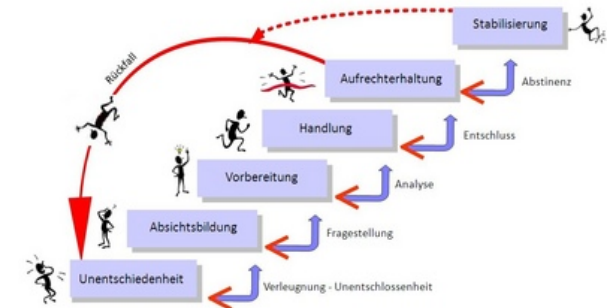 Stabilisierung
Rückfall
Aufrechterhaltung
Abstinenz
Handlung
Entschluss
Vorbereitung
Analyse
Absichtsbildung
Fragestellung
Unentschiedenheit
Verleugnung - Unentschlossenheit